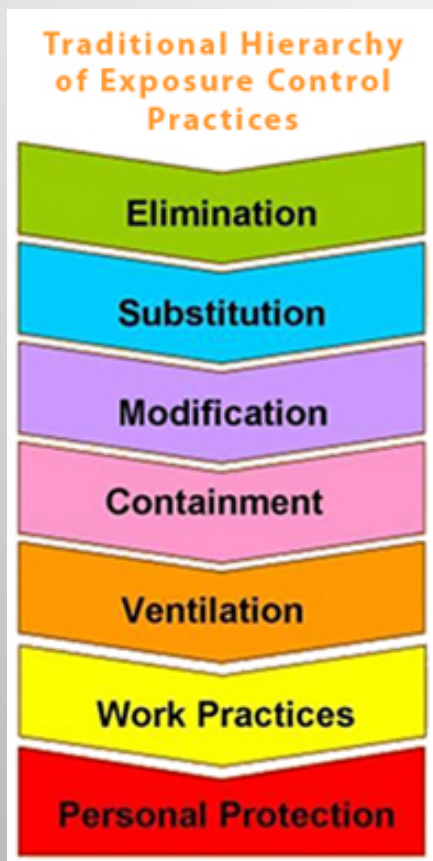 Traditional Hierarchy
of Exposure Control
Practices
Elimination
Substitution
Modification
Containment
Ventilation
Work Practices
Personal Protection